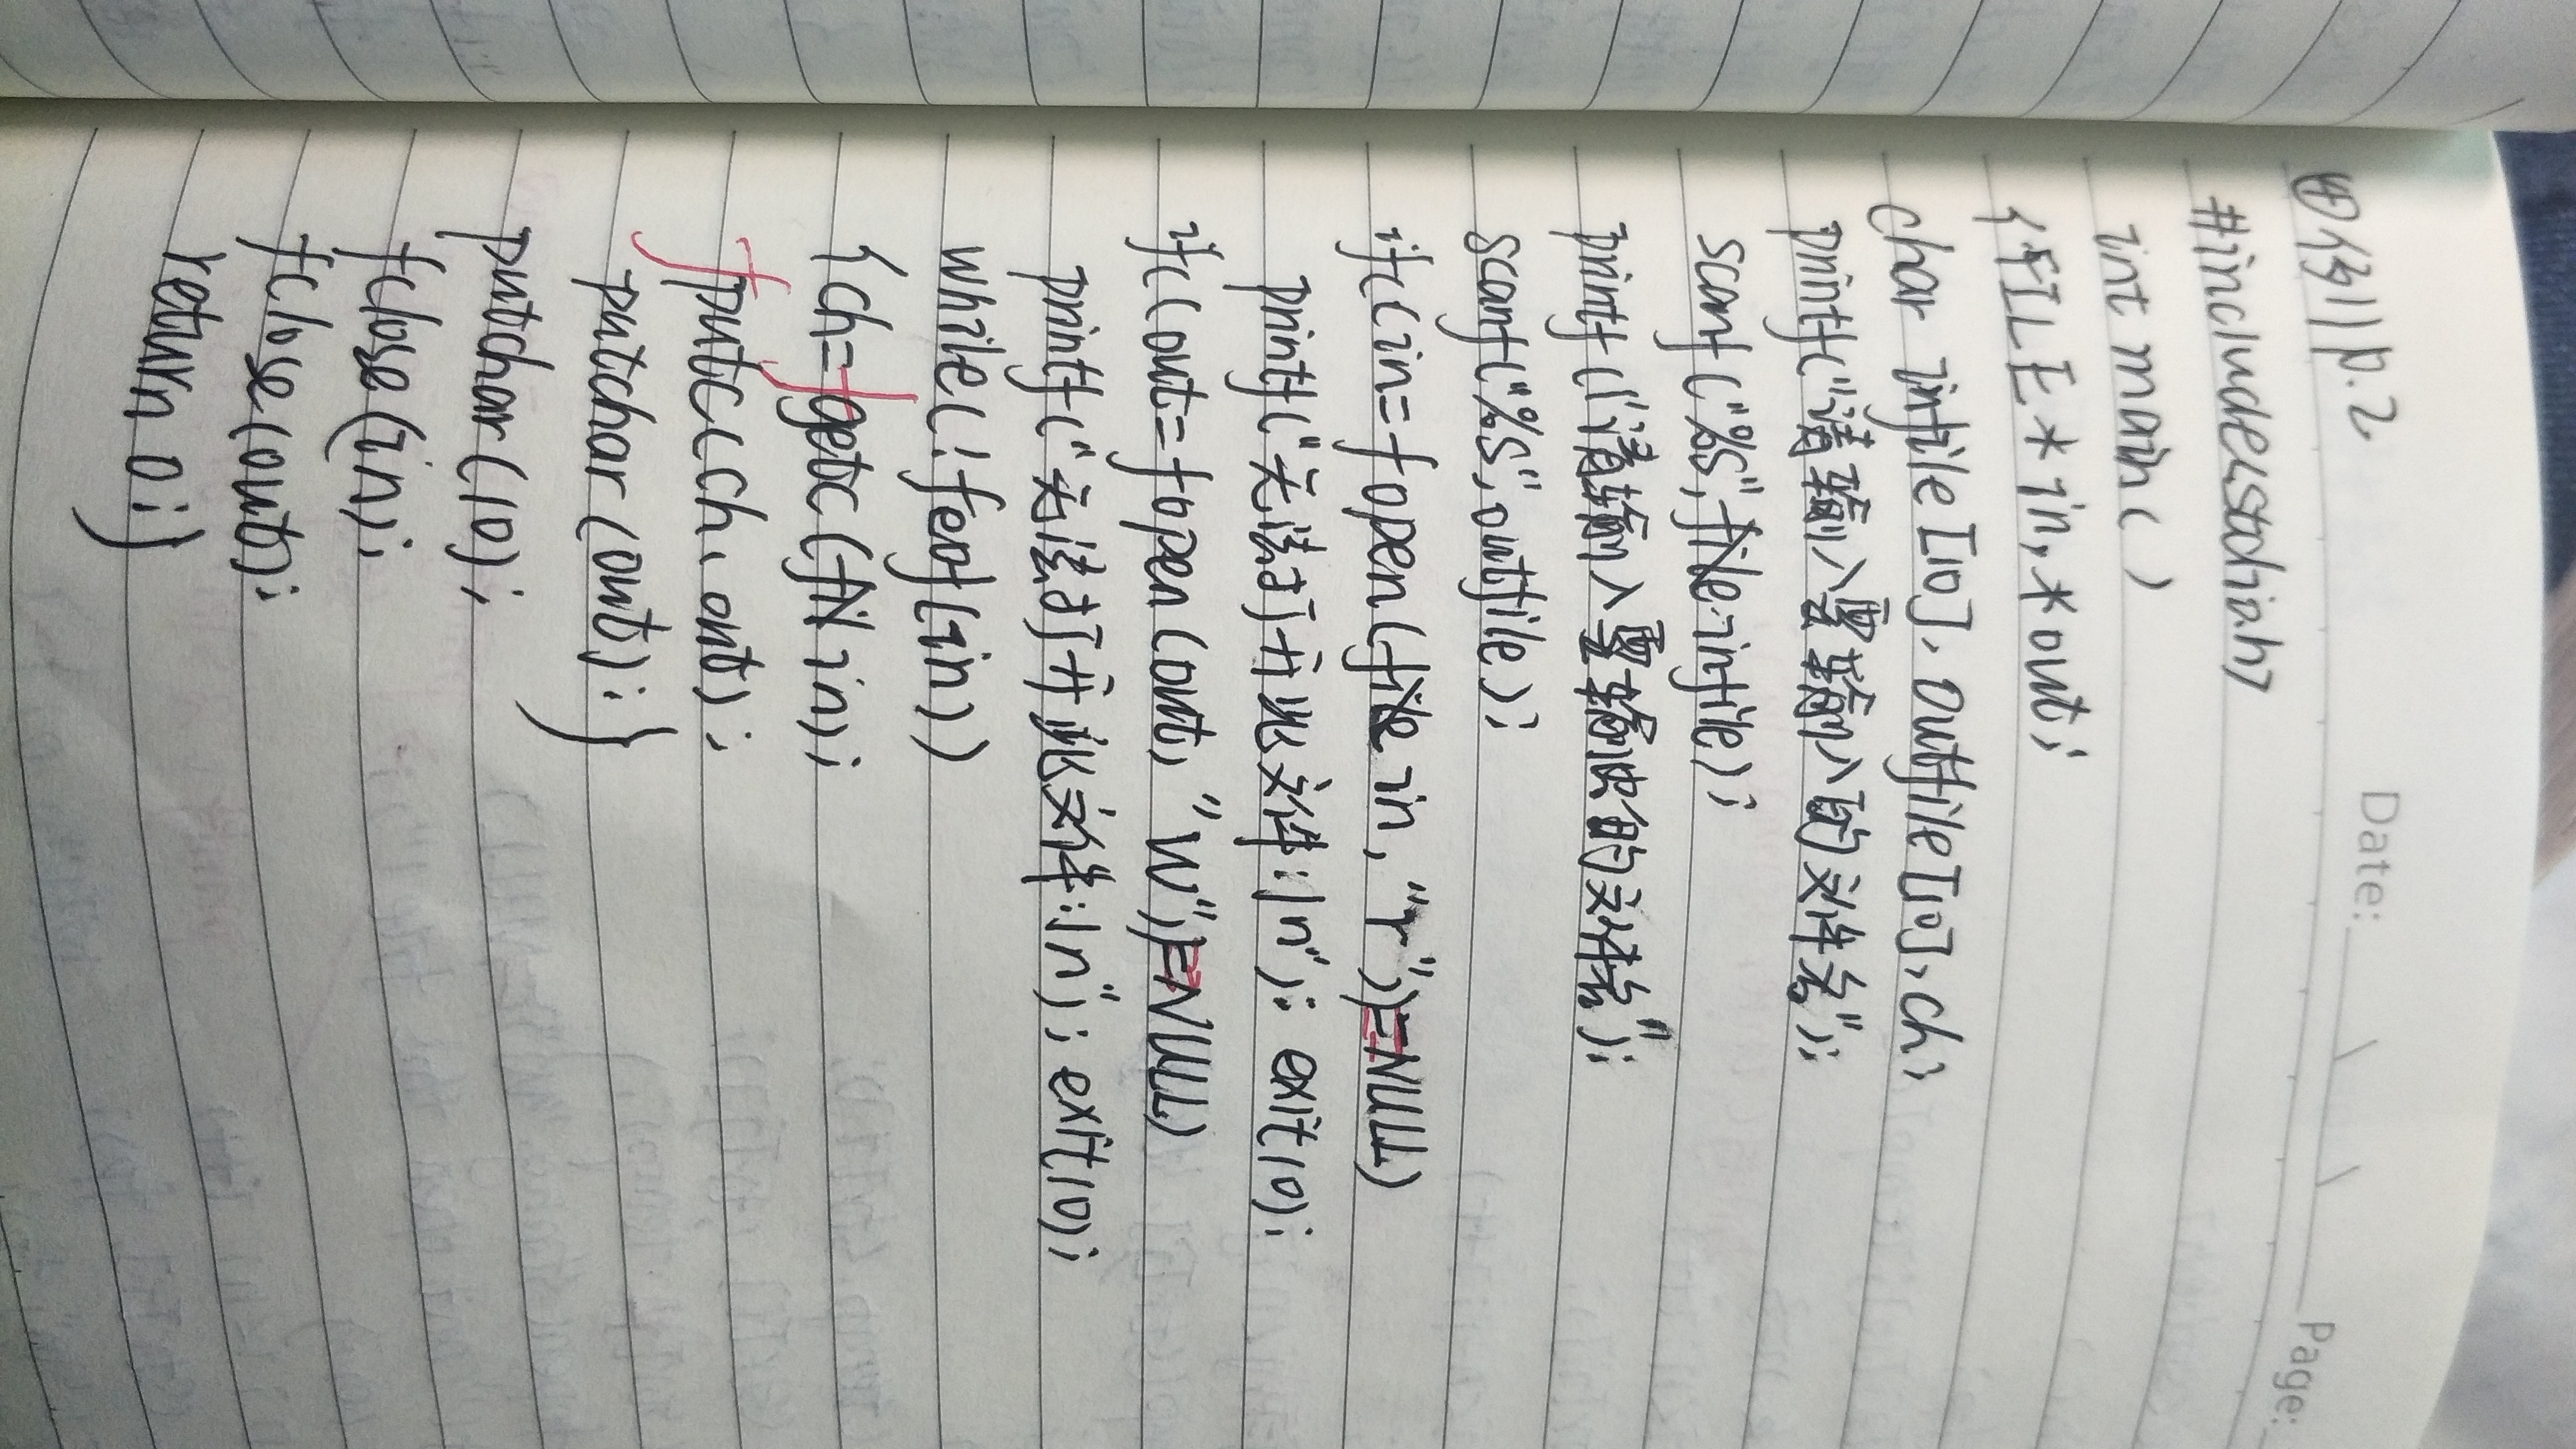 Date: \ \ Page:
④例11p.2
#include<stdio.h>
int main( )
{FILE *in,*out;
char infile[10],outfile[10],ch;
printf("请输入要输入的文件名");
scanf("%s",infile);
printf("请输入要输出的文件名");
scanf("%s",outfile);
if((in=fopen(in,"r"))==NULL)
printf("无法打开此文件:\n"); exit(0);
if((out=fopen(out,"w"))==NULL)
printf("无法打开此文件:\n"); exit(0);
while(!feof(in))
{ch=fgetc(in);
fputc(ch,out);
putchar(out);}
putchar(10);
fclose(in);
fclose(out);
return 0;}